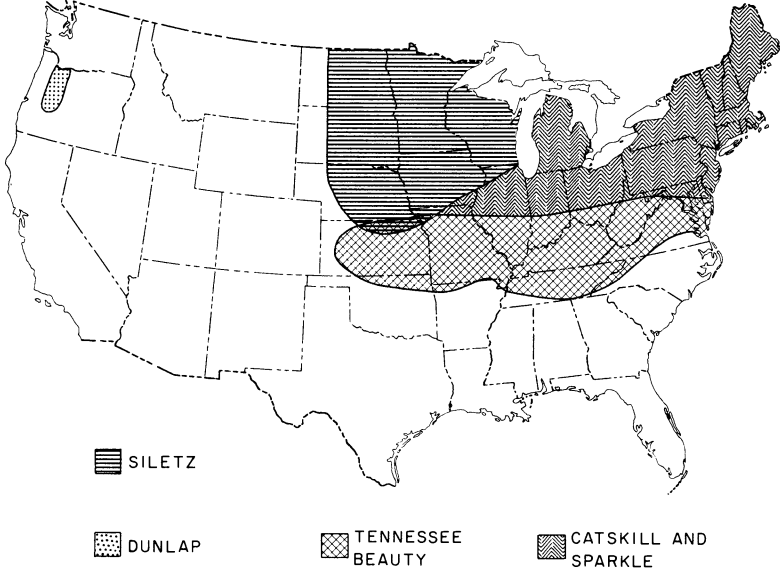 SILETZ
DUNLAP
TENNESSEE
BEAUTY
CATSKILL AND
SPARKLE